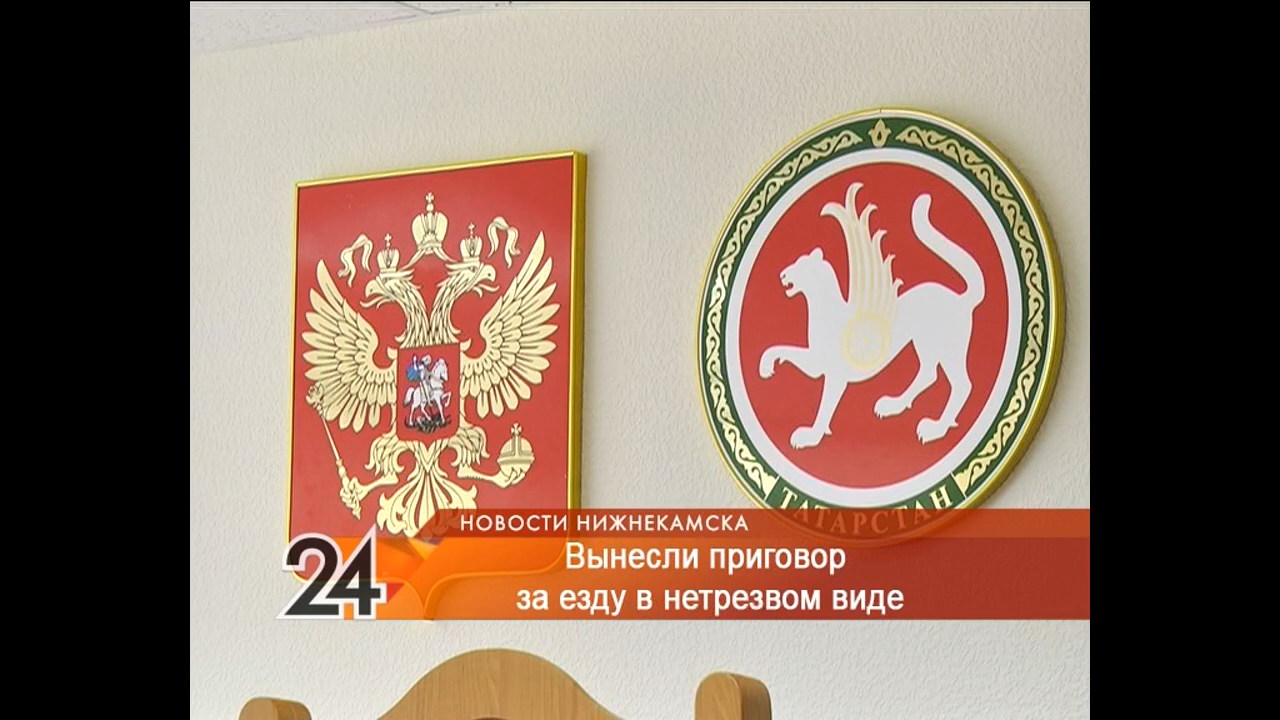 ТАТАРСТАН
НОВОСТИ НИЖНЕКАМСКА
24
Вынесли приговор
за езду в нетрезвом виде